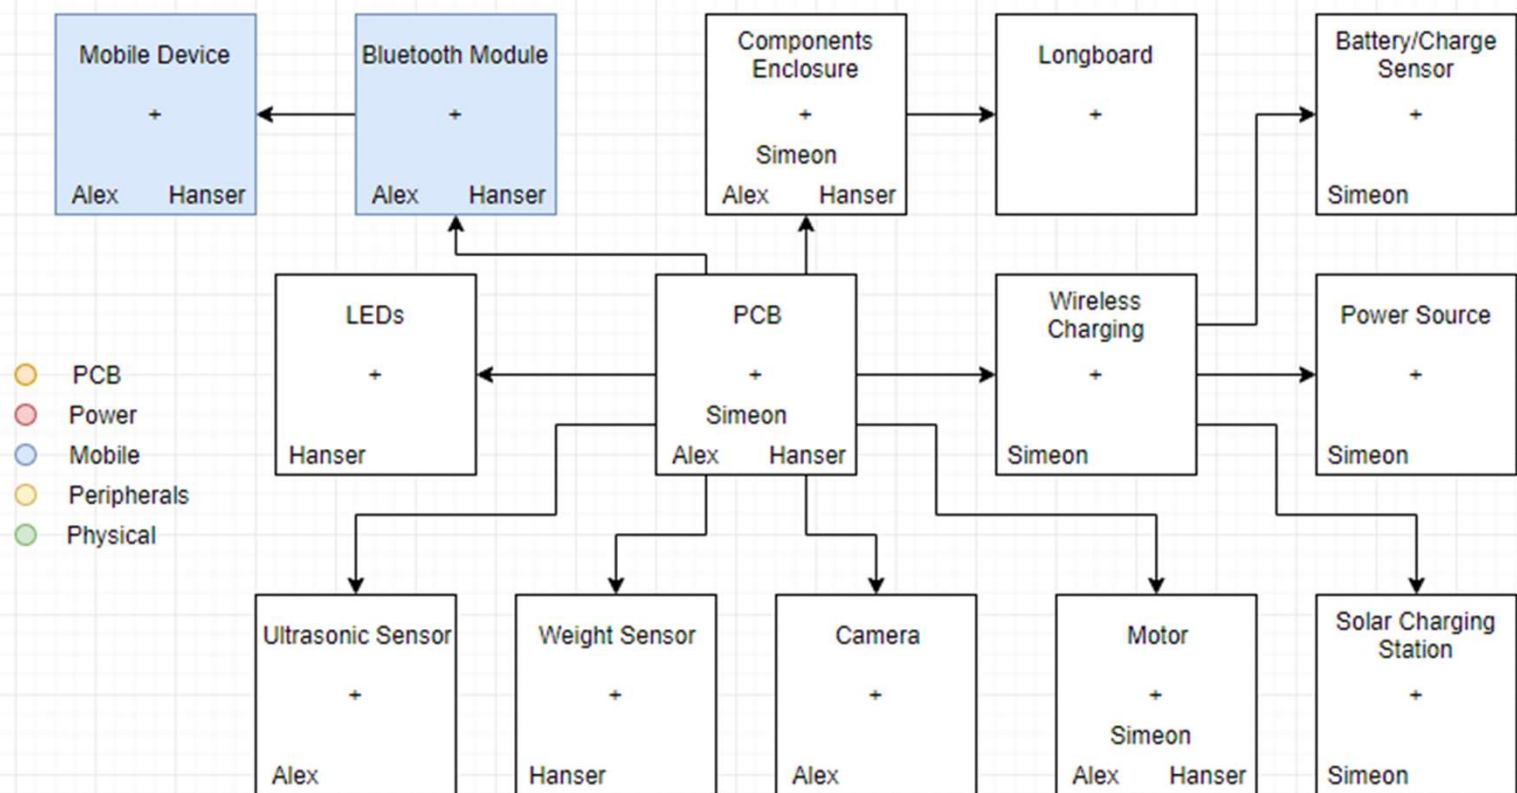 Mobile Device
+
Alex Hanser
Bluetooth Module
+
Alex Hanser
Components
Enclosure
+
Simeon
Alex Hanser
Longboard
+
Battery/Charge
Sensor
+
Simeon
LEDs
+
Hanser
PCB
+
Simeon
Alex Hanser
Wireless
Charging
+
Simeon
Power Source
+
Simeon
PCB
Power
Mobile
Peripherals
Physical
Ultrasonic Sensor
+
Alex
Weight Sensor
+
Hanser
Camera
+
Alex
Motor
+
Simeon
Alex Hanser
Solar Charging
Station
+
Simeon